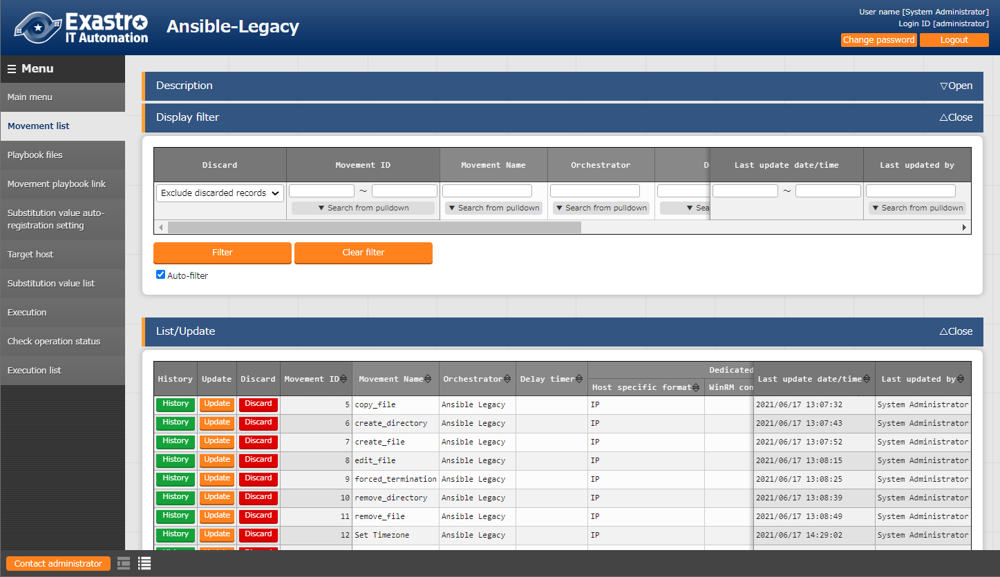 Exastro
IT Automation
Ansible-Legacy
User name [System Administrator]
Login ID [administrator]
Change password Logout
Menu
Main menu
Movement list
Playbook files
Movement playbook link
Substitution value auto-
registration setting
Target host
Substitution value list
Execution
Check operation status
Execution list
Description ▽Open
Display filter △Close
Discard Movement ID Movement Name Orchestrator D Last update date/time Last updated by
Exclude discarded records ~ ~
▼ Search from pulldown ▼ Search from pulldown ▼ Search from pulldown ▼ Sea ▼ Search from pulldown
Filter Clear filter
Auto-filter
List/Update △Close
History Update Discard Movement ID Movement Name Orchestrator Delay timer Dedicated Last update date/time Last updated by
Host specific format WinRM con
History Update Discard 5 copy_file Ansible Legacy IP 2021/06/17 13:07:32 System Administrator
History Update Discard 6 create_directory Ansible Legacy IP 2021/06/17 13:07:43 System Administrator
History Update Discard 7 create_file Ansible Legacy IP 2021/06/17 13:07:52 System Administrator
History Update Discard 8 edit_file Ansible Legacy IP 2021/06/17 13:08:15 System Administrator
History Update Discard 9 forced_termination Ansible Legacy IP 2021/06/17 13:08:25 System Administrator
History Update Discard 10 remove_directory Ansible Legacy IP 2021/06/17 13:08:39 System Administrator
History Update Discard 11 remove_file Ansible Legacy IP 2021/06/17 13:08:49 System Administrator
History Update Discard 12 Set Timezone Ansible Legacy IP 2021/06/17 14:29:02 System Administrator
Contact administrator